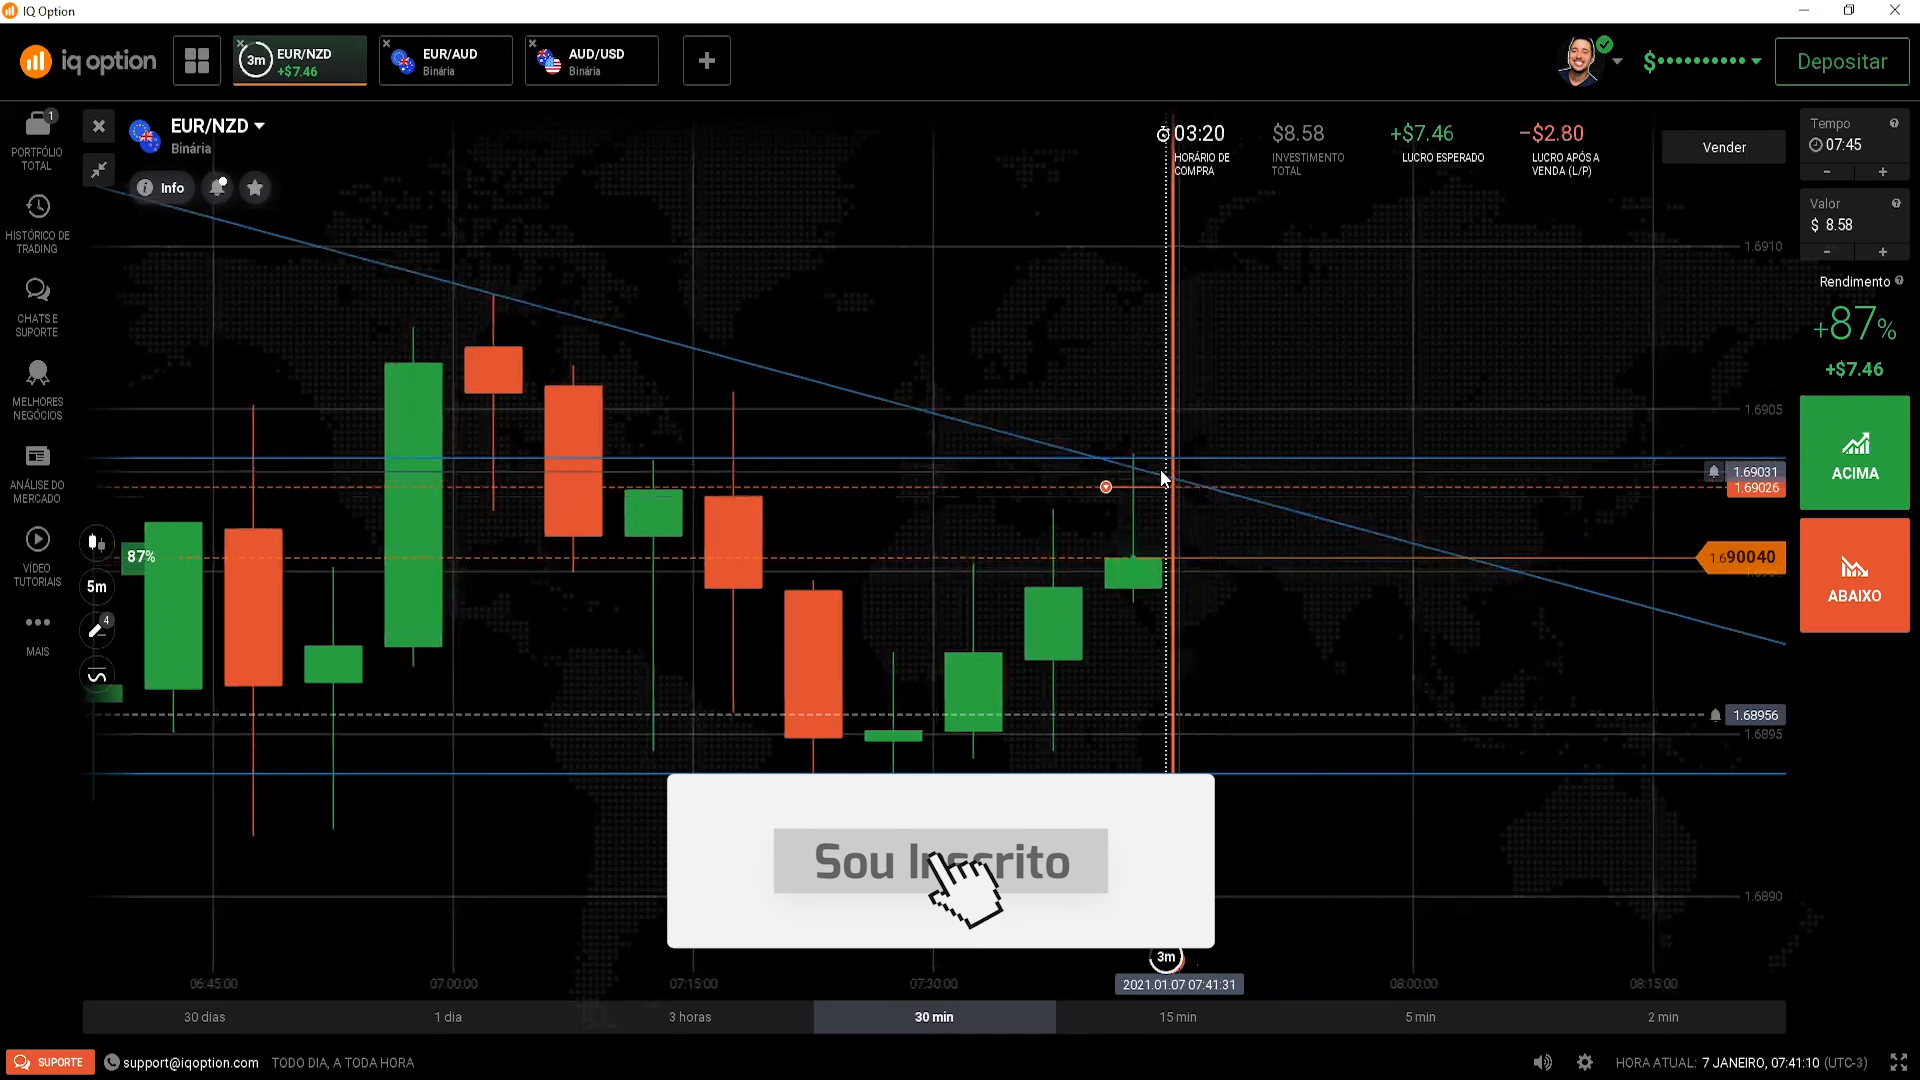 IQ Option
iq option
3m
EUR/NZD
+$7.46
EUR/AUD
Binária
AUD/USD
Binária
Depositar
1
PORTFÓLIO
TOTAL
HISTÓRICO DE
TRADING
CHATS E
SUPORTE
MELHORES
NEGÓCIOS
ANÁLISE DO
MERCADO
VÍDEO
TUTORIAIS
MAIS
EUR/NZD
Binária
Info
03:20
HORÁRIO DE
COMPRA
$8.58
INVESTIMENTO
TOTAL
+$7.46
LUCRO ESPERADO
−$2.80
LUCRO APÓS A
VENDA (L/P)
Vender
Tempo
07:45
- +
Valor
$ 8.58
- +
Rendimento
+87%
+$7.46
ACIMA
ABAIXO
1.6910
1.6905
1.69031
1.69026
1.690040
1.68956
1.6895
1.6890
87%
5m
4
Sou Inscrito
3m
06:45:00
07:00:00
07:15:00
07:30:00
2021.01.07 07:41:31
08:00:00
08:15:00
30 dias
1 dia
3 horas
30 min
15 min
5 min
2 min
SUPORTE
support@iqoption.com
TODO DIA, A TODA HORA
HORA ATUAL: 7 JANEIRO, 07:41:10 (UTC-3)